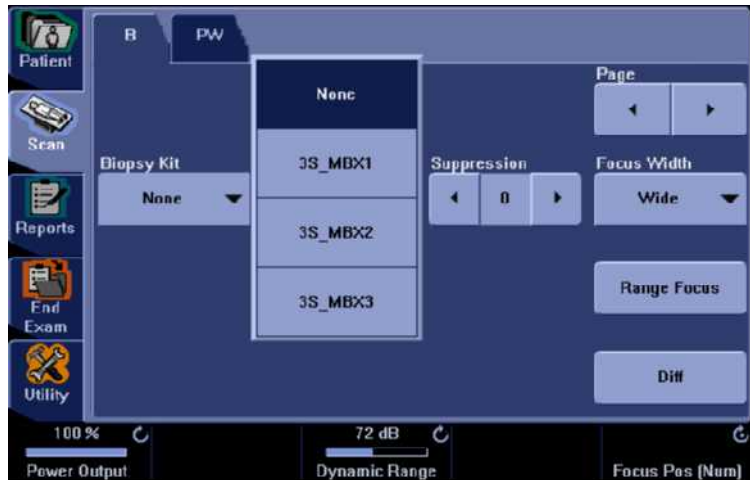 Patient
Scan
Reports
End
Exam
Utility
B
PW
None
3S_MBX1
3S_MBX2
3S_MBX3
Biopsy Kit
None
Suppression
0
Page
Focus Width
Wide
Range Focus
Diff
100 %
Power Output
72 dB
Dynamic Range
Focus Pos (Num)